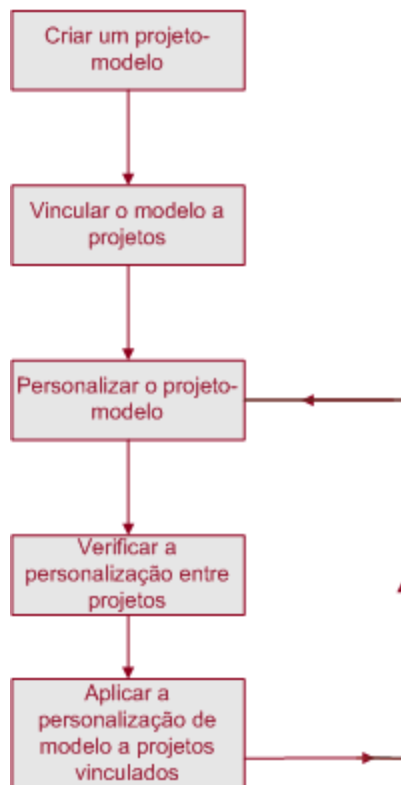 Criar um projeto-
modelo
Vincular o modelo a
projetos
Personalizar o projeto-
modelo
Verificar a
personalização entre
projetos
Aplicar a
personalização de
modelo a projetos
vinculados